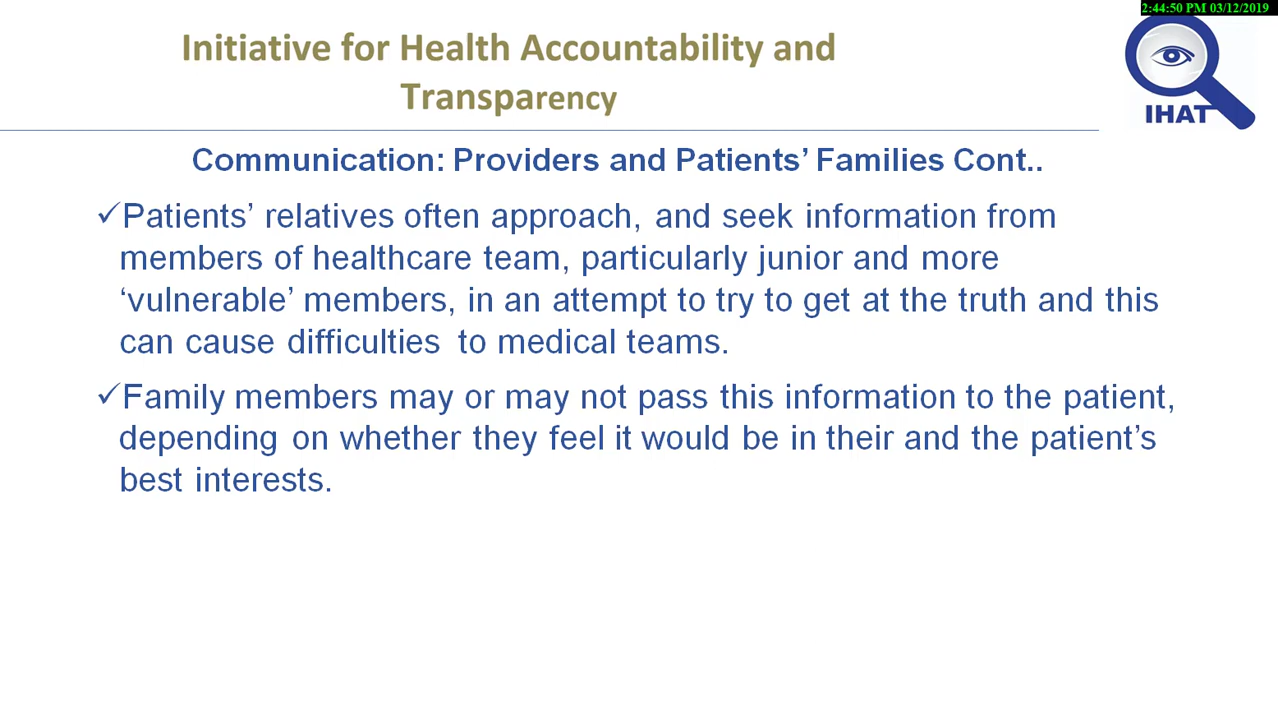 2:44:50 PM 03/12/2019
Initiative for Health Accountability and
Transparency
IHAT
Communication: Providers and Patients’ Families Cont..
✓Patients’ relatives often approach, and seek information from
members of healthcare team, particularly junior and more
‘vulnerable’ members, in an attempt to try to get at the truth and this
can cause difficulties to medical teams.
✓Family members may or may not pass this information to the patient,
depending on whether they feel it would be in their and the patient’s
best interests.